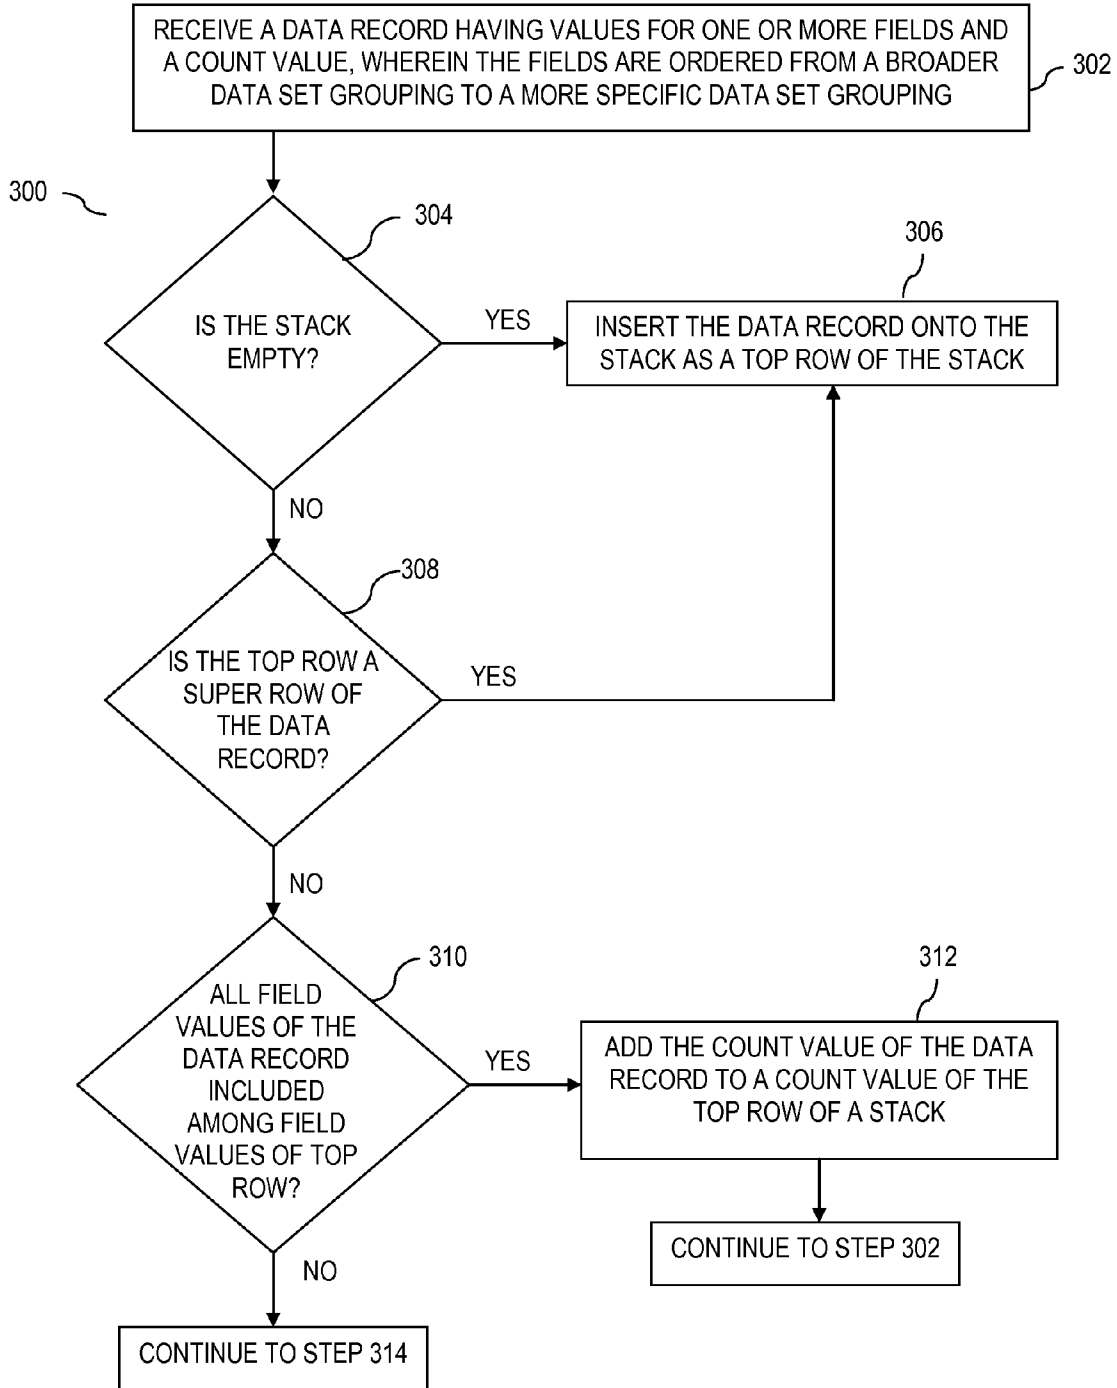 RECEIVE A DATA RECORD HAVING VALUES FOR ONE OR MORE FIELDS AND
A COUNT VALUE, WHEREIN THE FIELDS ARE ORDERED FROM A BROADER
DATA SET GROUPING TO A MORE SPECIFIC DATA SET GROUPING
302
300
304
IS THE STACK
EMPTY?
YES
306
INSERT THE DATA RECORD ONTO THE
STACK AS A TOP ROW OF THE STACK
NO
308
IS THE TOP ROW A
SUPER ROW OF
THE DATA
RECORD?
YES
NO
310
ALL FIELD
VALUES OF THE
DATA RECORD
INCLUDED
AMONG FIELD
VALUES OF TOP
ROW?
YES
312
ADD THE COUNT VALUE OF THE DATA
RECORD TO A COUNT VALUE OF THE
TOP ROW OF A STACK
CONTINUE TO STEP 302
NO
CONTINUE TO STEP 314